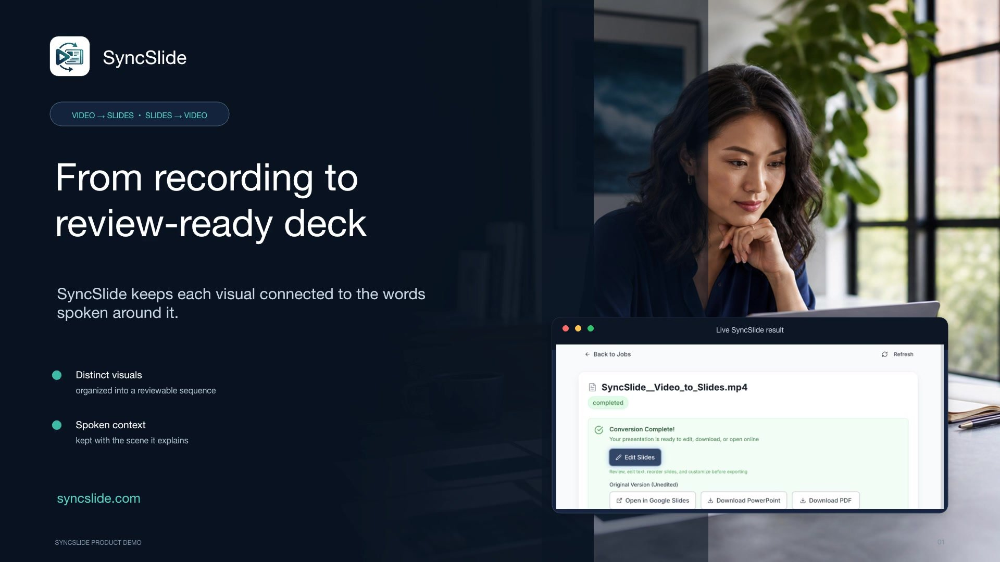 SyncSlide
VIDEO → SLIDES • SLIDES → VIDEO
From recording to
review-ready deck
SyncSlide keeps each visual connected to the words
spoken around it.
Distinct visuals
organized into a reviewable sequence
Spoken context
kept with the scene it explains
syncslide.com
SYNCSLIDE PRODUCT DEMO
Live SyncSlide result
← Back to Jobs
Refresh
SyncSlide__Video_to_Slides.mp4
completed
Conversion Complete!
Your presentation is ready to edit, download, or open online
Edit Slides
Review, edit text, reorder slides, and customize before exporting
Original Version (Unedited)
Open in Google Slides
Download PowerPoint
Download PDF
01